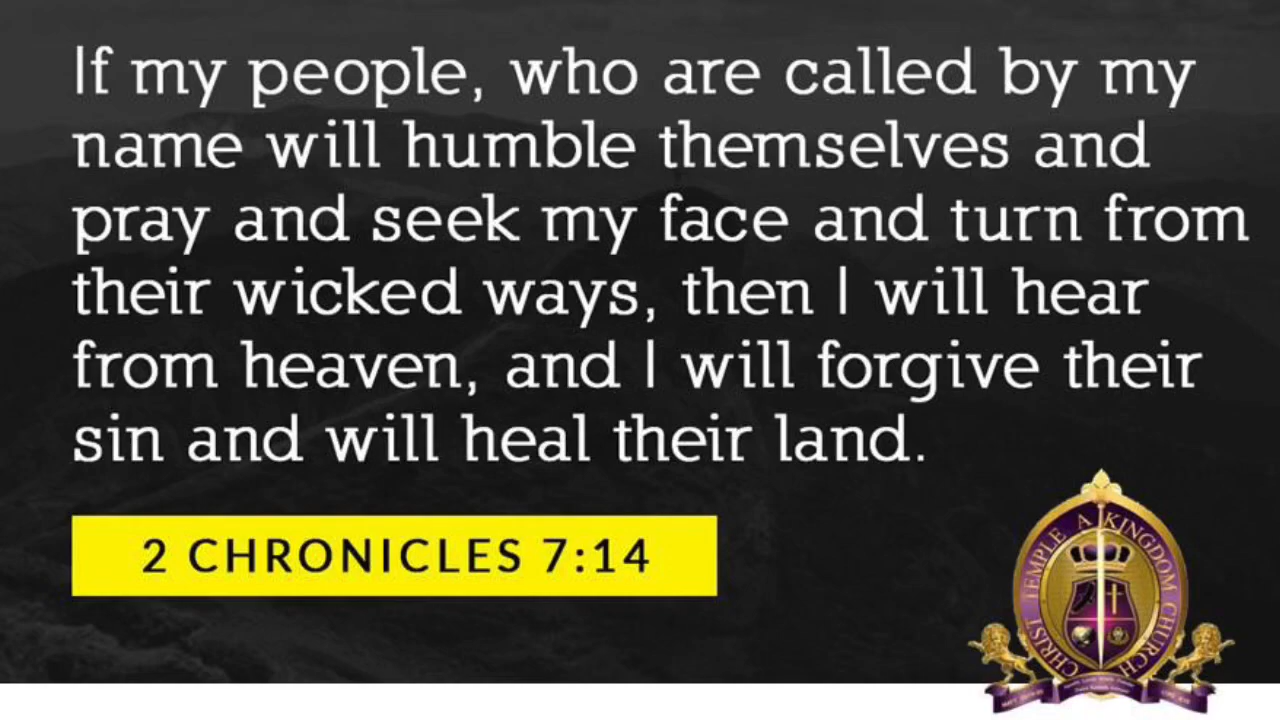 If my people, who are called by my
name will humble themselves and
pray and seek my face and turn from
their wicked ways, then I will hear
from heaven, and I will forgive their
sin and will heal their land.
2 CHRONICLES 7:14
CHRIST TEMPLE A KINGDOM CHURCH